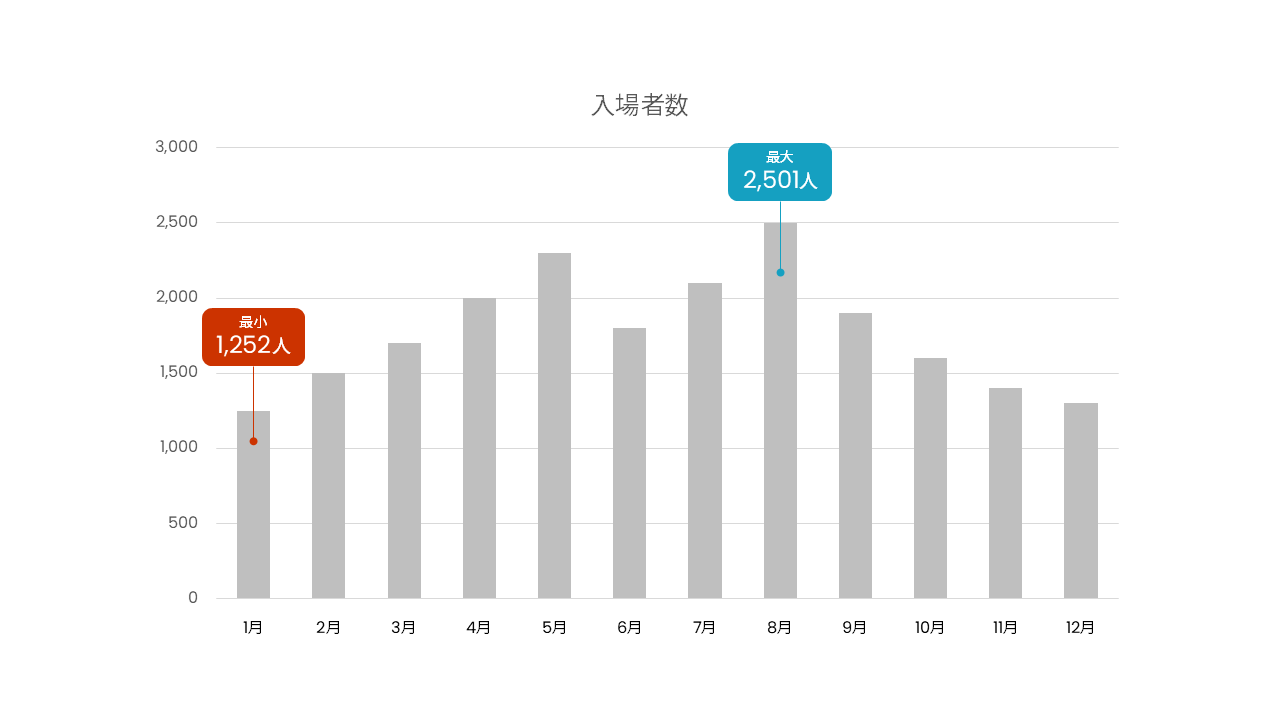 入場者数
3,000
2,500
2,000
1,500
1,000
500
0
最大
2,501人
最小
1,252人
1月 2月 3月 4月 5月 6月 7月 8月 9月 10月 11月 12月